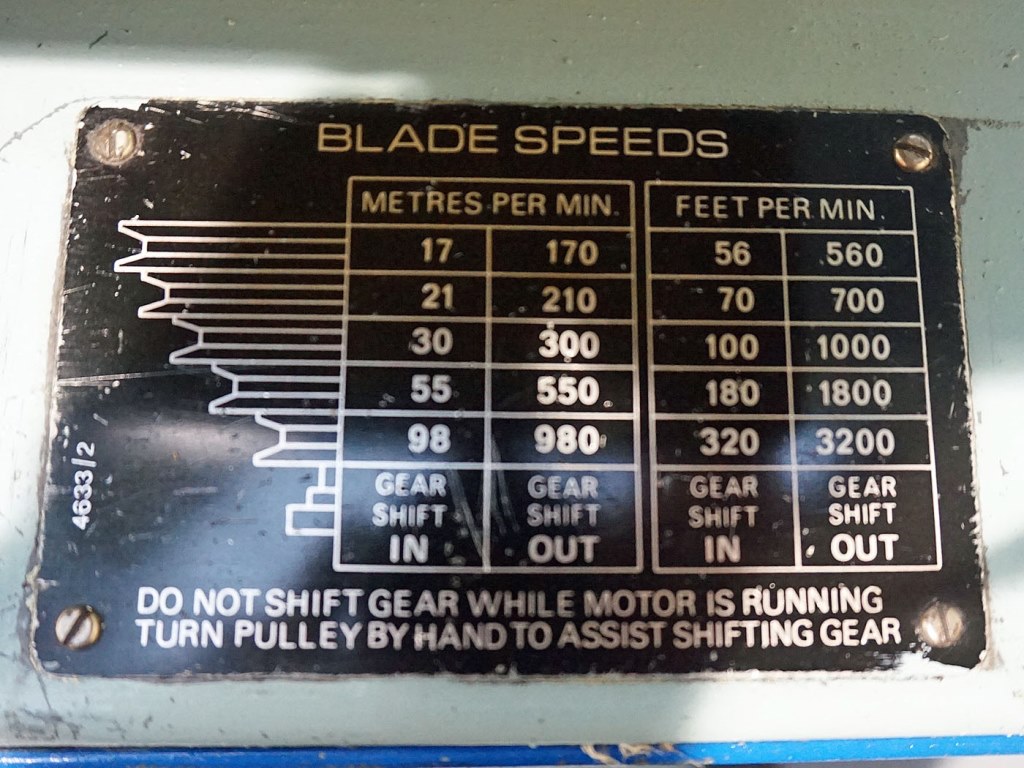 BLADE SPEEDS
METRES PER MIN. FEET PER MIN.
17 170 56 560
21 210 70 700
30 300 100 1000
55 550 180 1800
98 980 320 3200
GEAR GEAR GEAR GEAR
SHIFT SHIFT SHIFT SHIFT
IN OUT IN OUT
4633/2
DO NOT SHIFT GEAR WHILE MOTOR IS RUNNING
TURN PULLEY BY HAND TO ASSIST SHIFTING GEAR